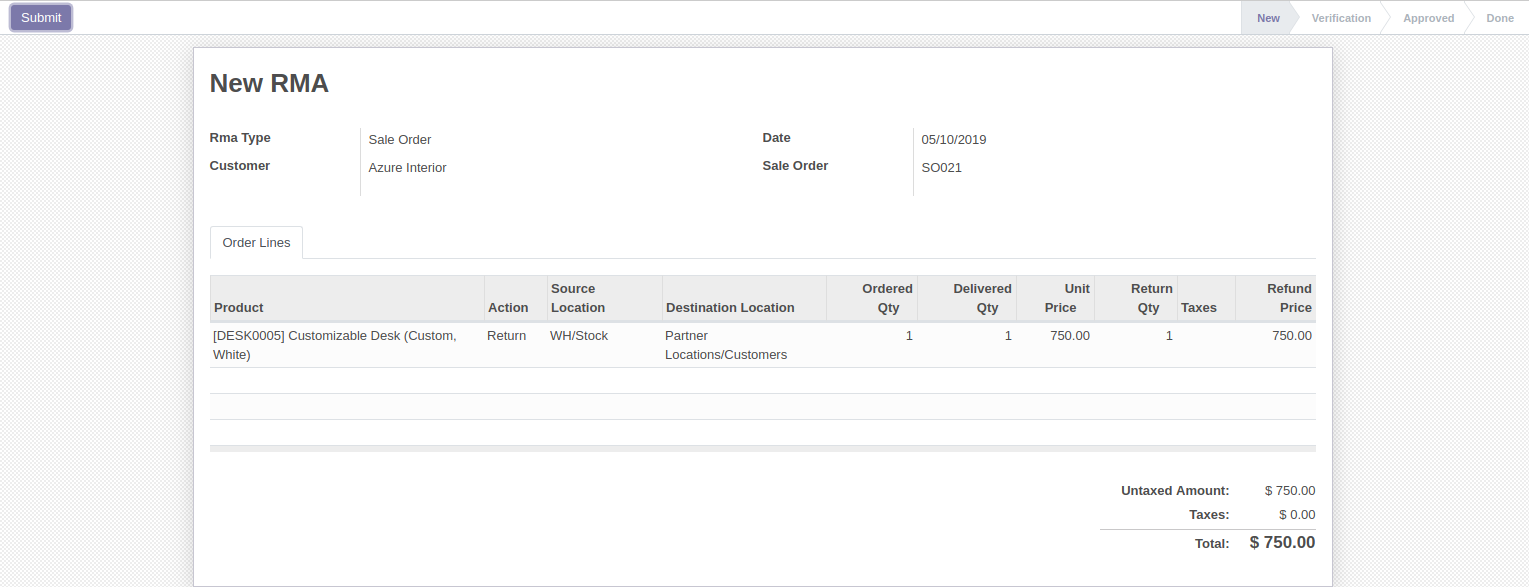 Submit New Verification Approved Done
New RMA
Rma Type Sale Order Date 05/10/2019
Customer Azure Interior Sale Order SO021
Order Lines
Source Ordered Delivered Unit Return Refund
Product Action Location Destination Location Qty Qty Price Qty Taxes Price
[DESK0005] Customizable Desk (Custom, Return WH/Stock Partner 1 1 750.00 1 750.00
White) Locations/Customers
Untaxed Amount: $ 750.00
Taxes: $ 0.00
Total: $ 750.00